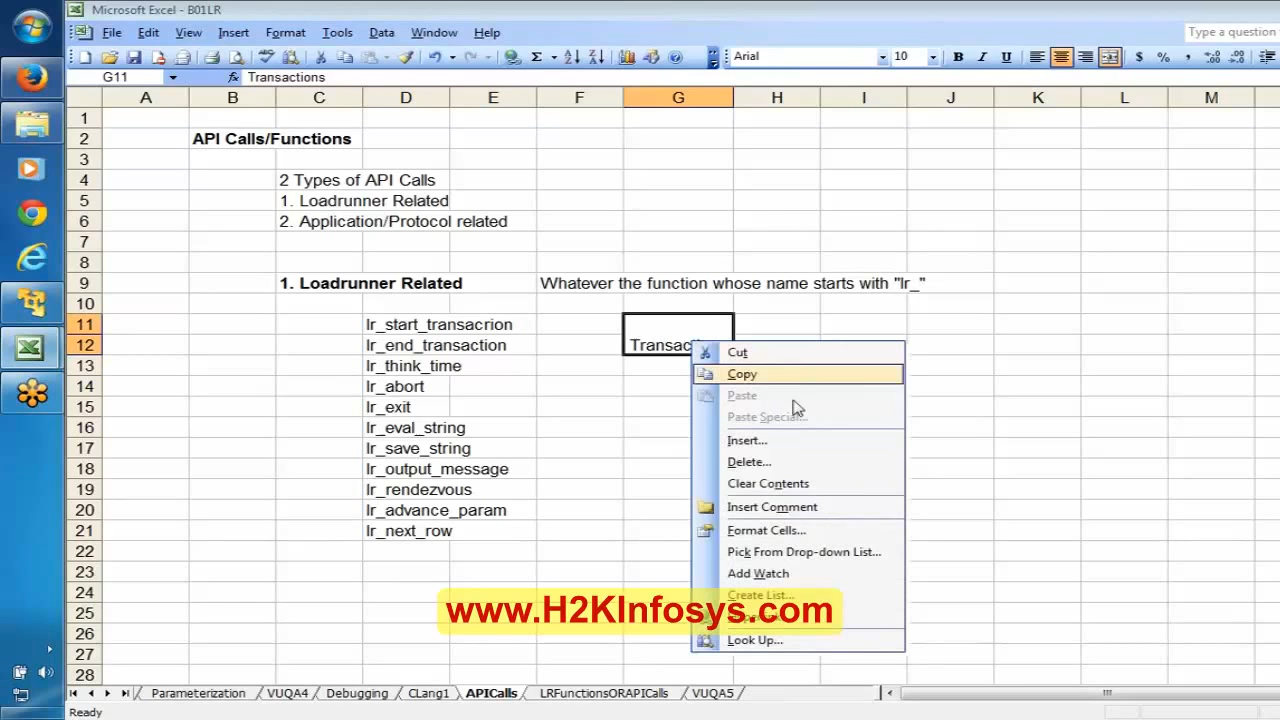 Microsoft Excel - B01LR
File Edit View Insert Format Tools Data Window Help Type a question
Arial 10 B I U $ % ,
G11 fx Transactions
A B C D E F G H I J K L M
1
2 API Calls/Functions
3
4 2 Types of API Calls
5 1. Loadrunner Related
6 2. Application/Protocol related
7
8
9 1. Loadrunner Related Whatever the function whose name starts with "lr_"
10
11 lr_start_transacrion
12 lr_end_transaction Transac
13 lr_think_time
14 lr_abort
15 lr_exit
16 lr_eval_string
17 lr_save_string
18 lr_output_message
19 lr_rendezvous
20 lr_advance_param
21 lr_next_row
22
23
24
25
26
27
28
Cut
Copy
Paste
Paste Special...
Insert...
Delete...
Clear Contents
Insert Comment
Format Cells...
Pick From Drop-down List...
Add Watch
Create List...
Look Up...
www.H2KInfosys.com
Parameterization VUQA4 Debugging CLang1 APICalls LRFunctionsORAPICalls VUQA5
Ready